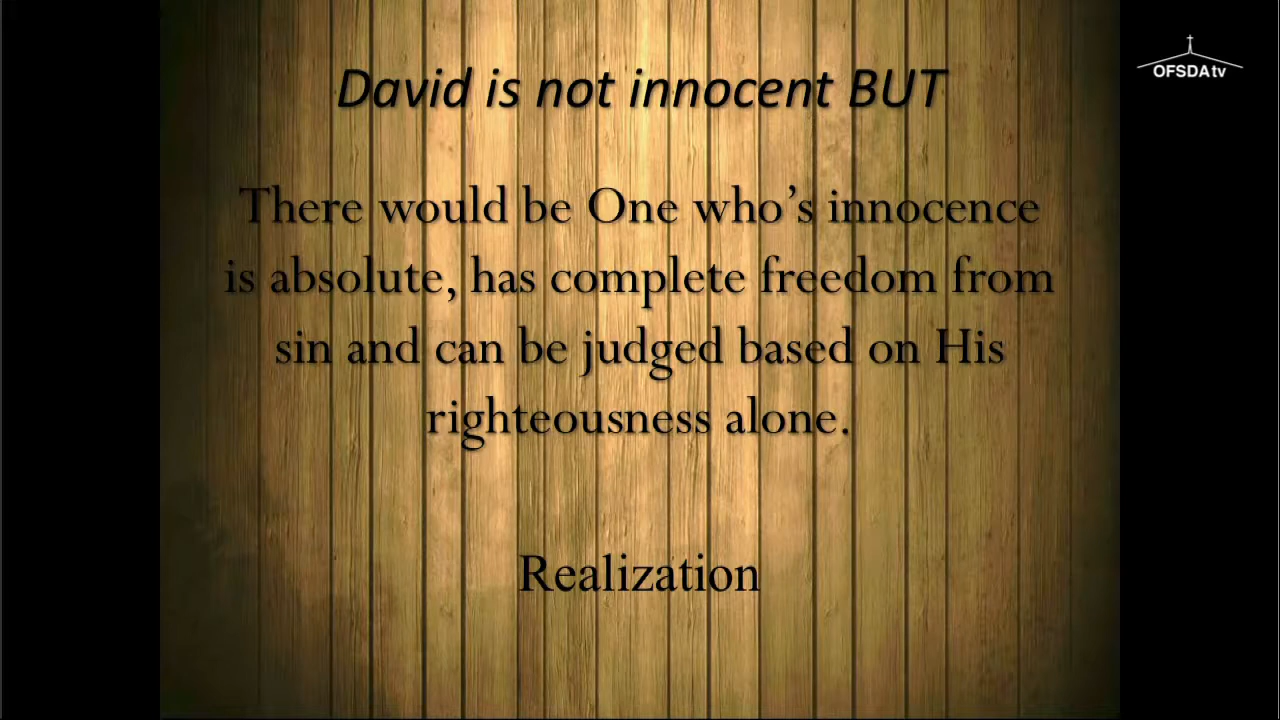 David is not innocent BUT
OFSDAtv
There would be One who's innocence
is absolute, has complete freedom from
sin and can be judged based on His
righteousness alone.
Realization